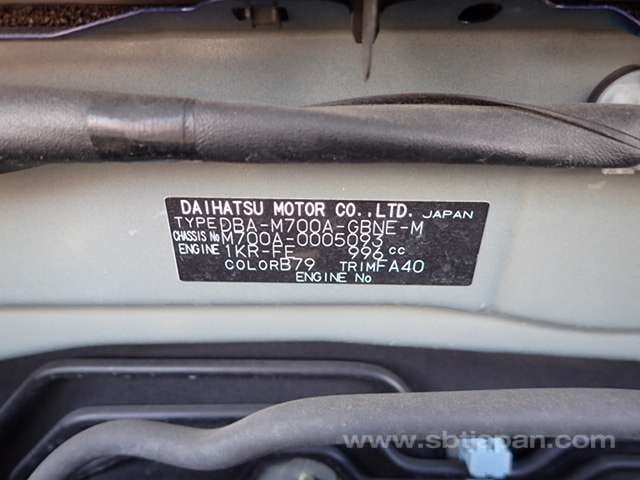 DAIHATSU MOTOR CO.,LTD. JAPAN
TYPE DBA-M700A-GBNE-M
CHASSIS No M700A-0005093
ENGINE 1KR-FE 996 cc
COLOR B79 TRIM FA40
ENGINE No
www.sbtjapan.com